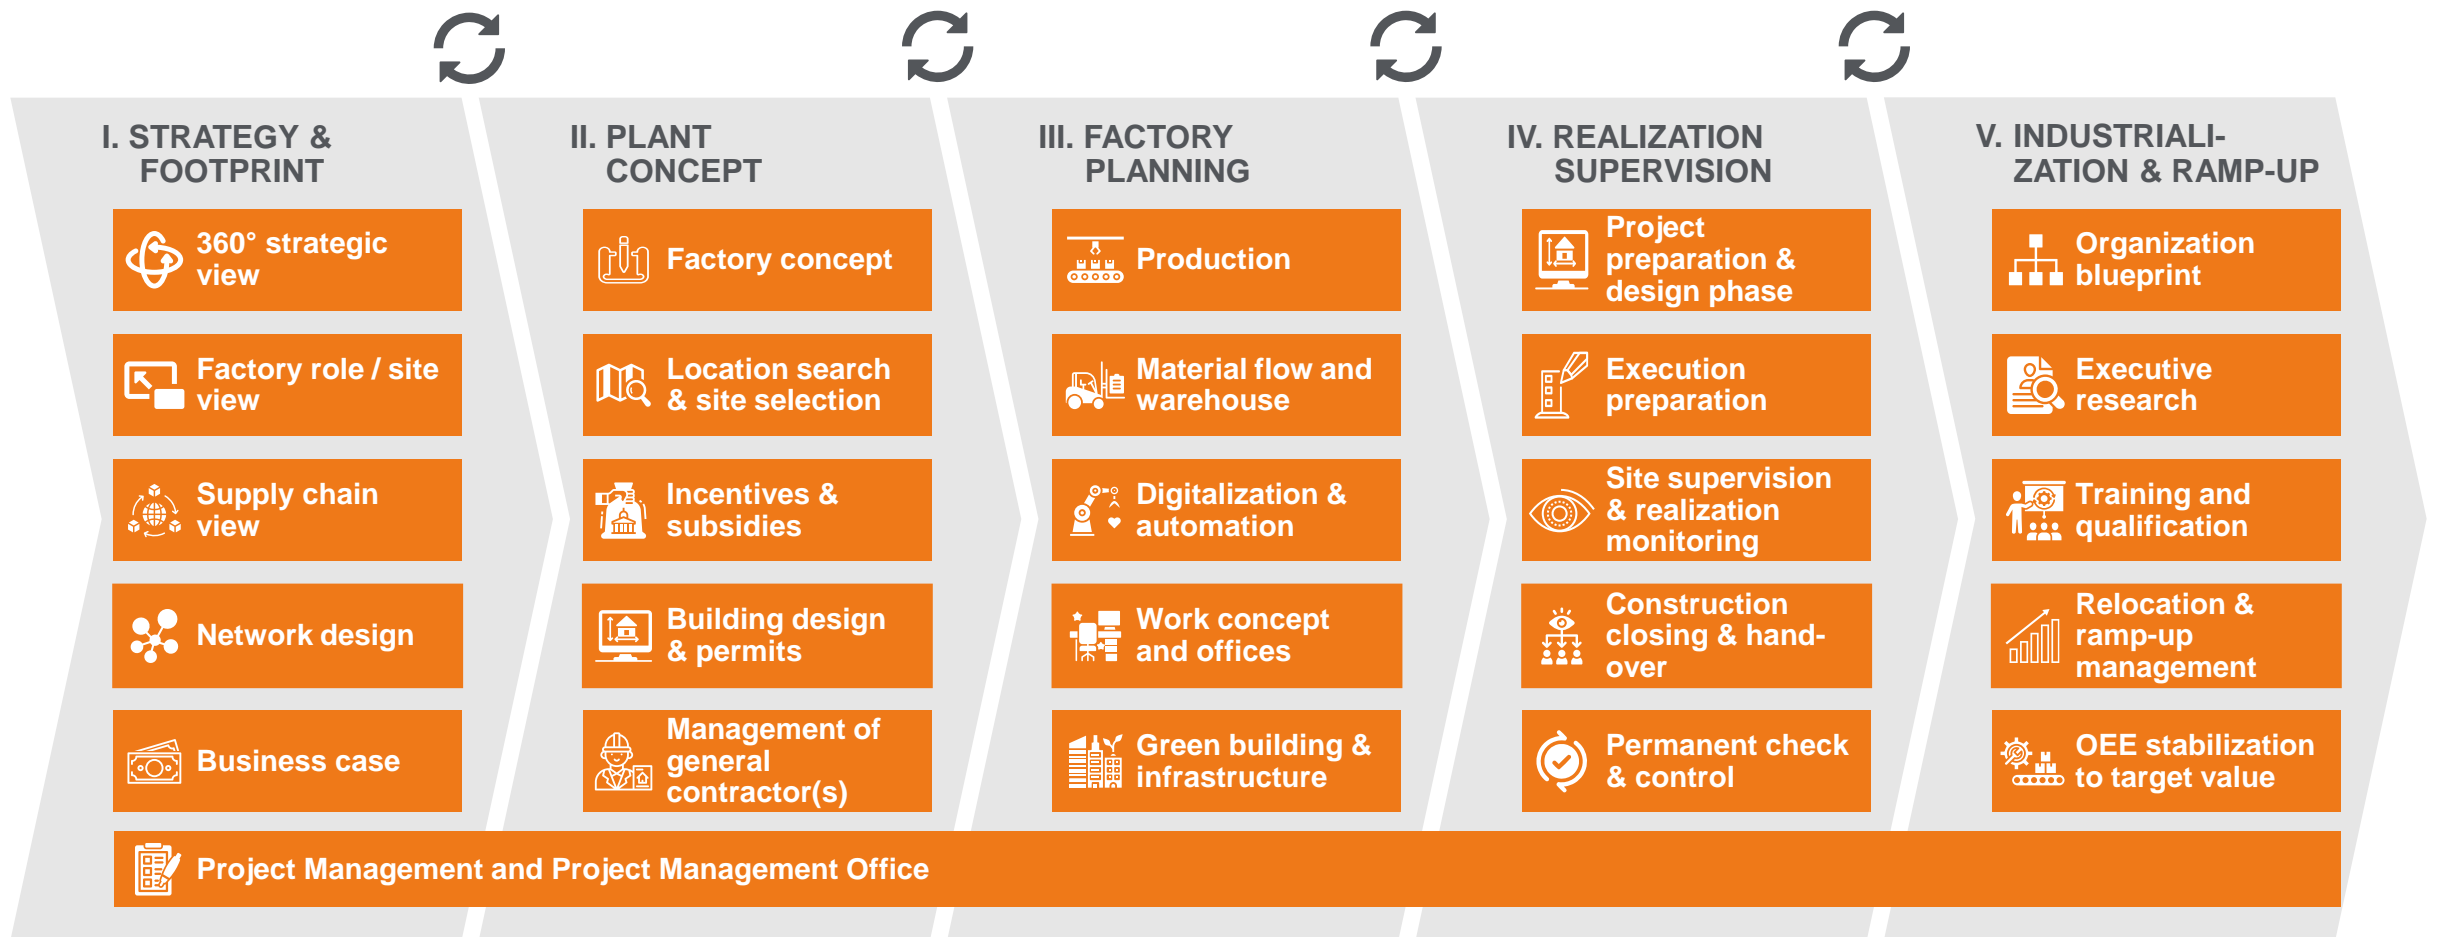 I. STRATEGY &
FOOTPRINT
360° strategic
view
Factory role / site
view
Supply chain
view
Network design
Business case
II. PLANT
CONCEPT
Factory concept
Location search
& site selection
Incentives &
subsidies
Building design
& permits
Management of
general
contractor(s)
III. FACTORY
PLANNING
Production
Material flow and
warehouse
Digitalization &
automation
Work concept
and offices
Green building &
infrastructure
IV. REALIZATION
SUPERVISION
Project
preparation &
design phase
Execution
preparation
Site supervision
& realization
monitoring
Construction
closing & hand-
over
Permanent check
& control
V. INDUSTRIALI-
ZATION & RAMP-UP
Organization
blueprint
Executive
research
Training and
qualification
Relocation &
ramp-up
management
OEE stabilization
to target value
Project Management and Project Management Office